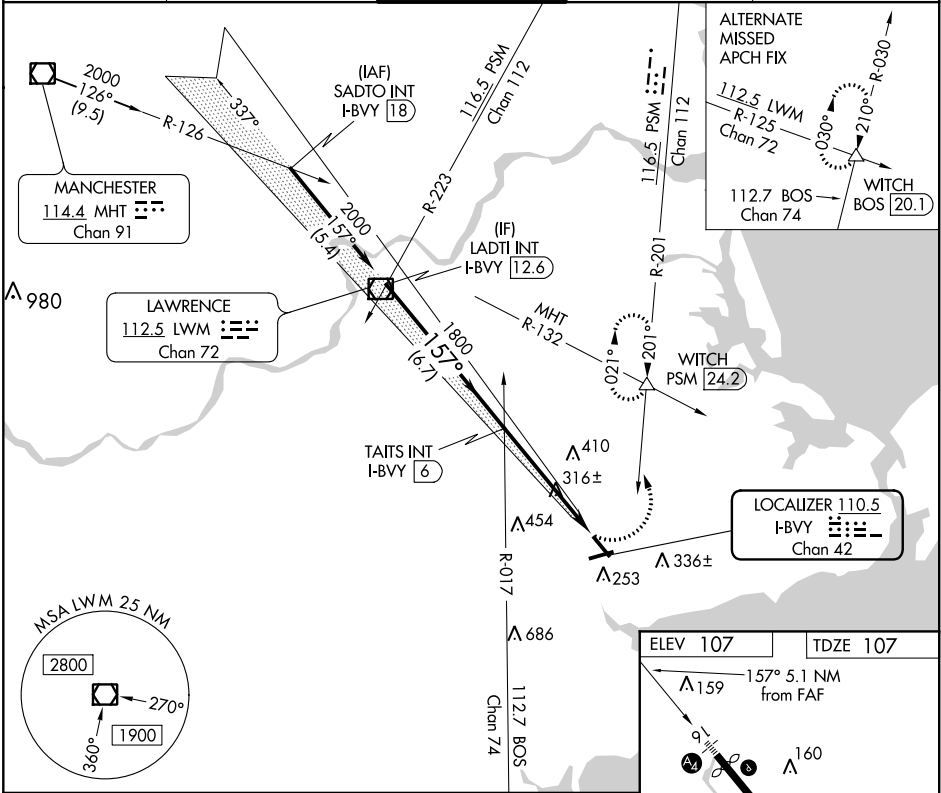 2000
126°
(9.5)
R-126
337°
(IAF)
SADTO INT
I-BVY 18
116.5 PSM
Chan 112
R-223
116.5 PSM
Chan 112
R-201
ALTERNATE
MISSED
APCH FIX
112.5 LWM
R-125
Chan 72
030°
210°
R-030
112.7 BOS
Chan 74
WITCH
BOS 20.1
MANCHESTER
114.4 MHT
Chan 91
980
2000
157°
(5.4)
(IF)
LADTI INT
I-BVY 12.6
LAWRENCE
112.5 LWM
Chan 72
1800
157°
(6.7)
MHT
R-132
021°
201°
WITCH
PSM 24.2
TAITS INT
I-BVY 6
410
316±
454
R-017
LOCALIZER 110.5
I-BVY
Chan 42
253
336±
686
112.7 BOS
Chan 74
MSA LWM 25 NM
2800
270°
1900
360°
ELEV 107
TDZE 107
157° 5.1 NM
from FAF
159
16
A4
160